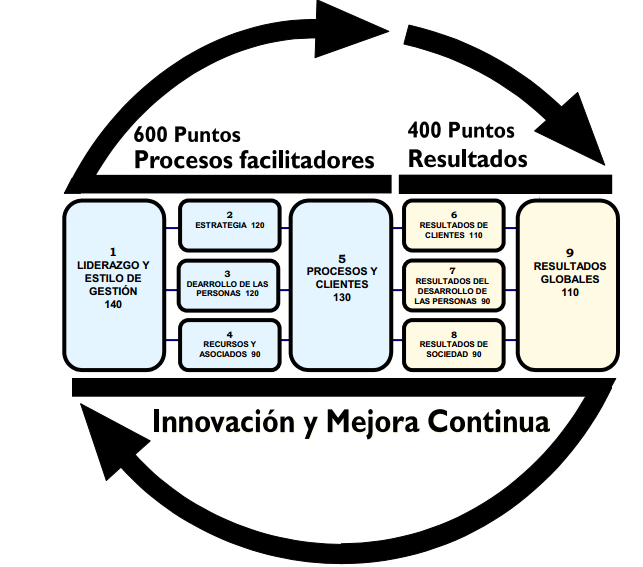 600 Puntos
Procesos facilitadores
400 Puntos
Resultados
1
LIDERAZGO Y
ESTILO DE
GESTIÓN
140
2
ESTRATEGIA 120
3
DEARROLLO DE LAS
PERSONAS 120
4
RECURSOS Y
ASOCIADOS 90
5
PROCESOS Y
CLIENTES
130
6
RESULTADOS DE
CLIENTES 110
7
RESULTADOS DEL
DESARROLLO DE
LAS PERSONAS 90
8
RESULTADOS DE
SOCIEDAD 90
9
RESULTADOS
GLOBALES
110
Innovación y Mejora Continua